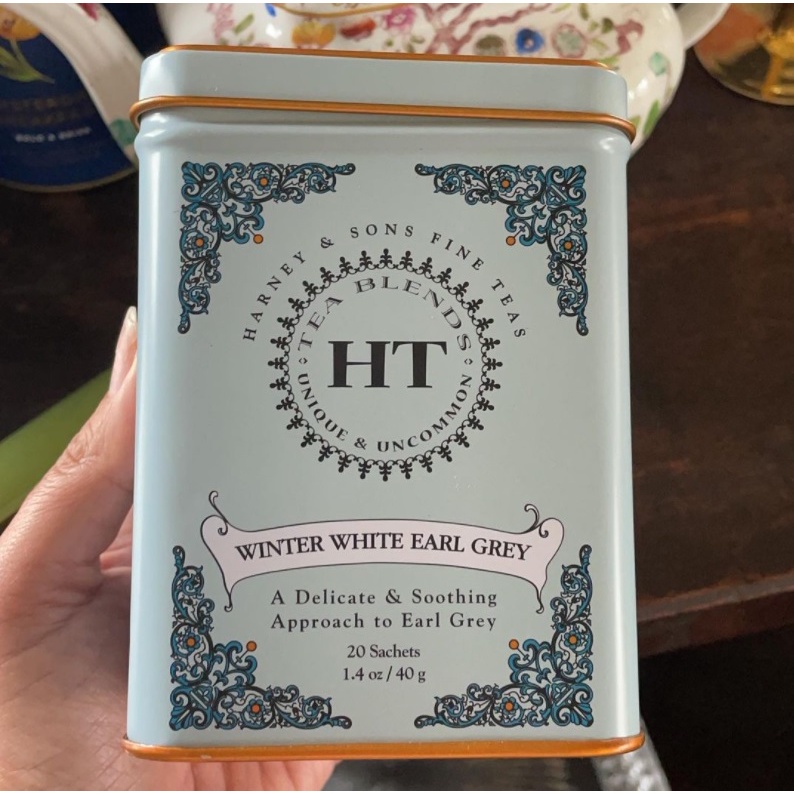 HARNEY & SONS FINE TEAS
TEA BLENDS
HT
UNIQUE & UNCOMMON
WINTER WHITE EARL GREY
A Delicate & Soothing
Approach to Earl Grey
20 Sachets
1.4 oz / 40 g